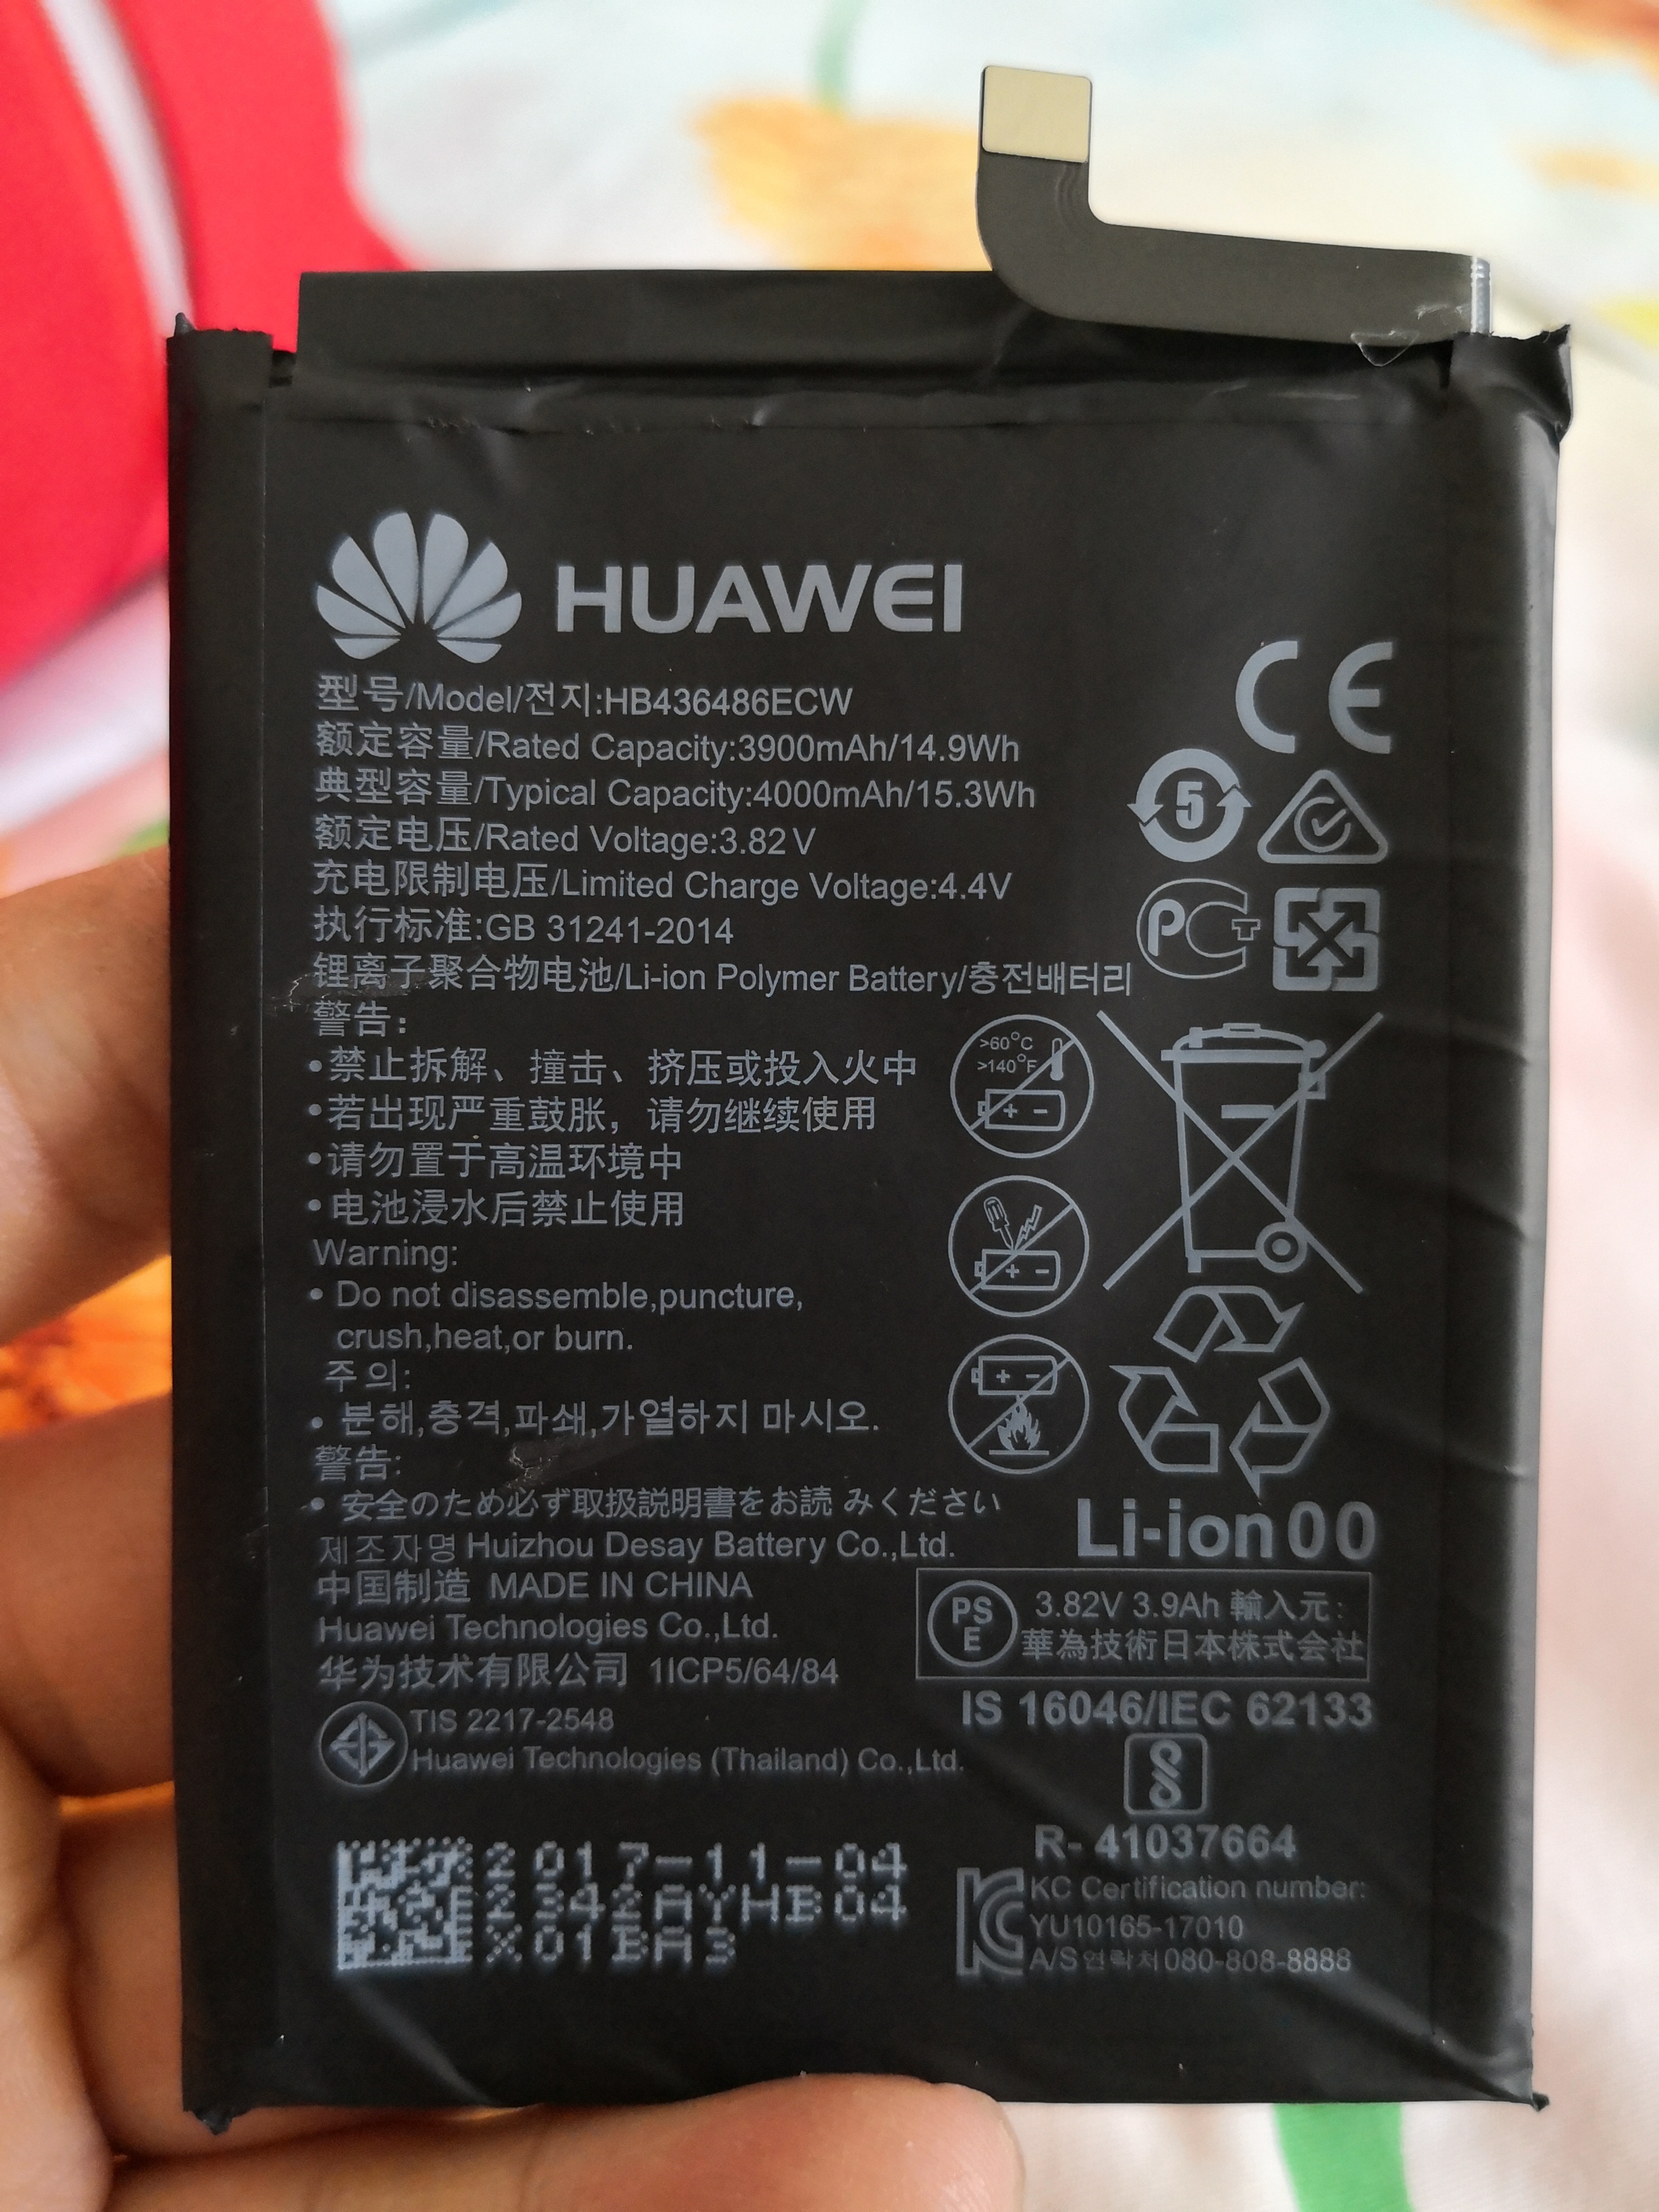 HUAWEI
型号/Model/전지:HB436486ECW
额定容量/Rated Capacity:3900mAh/14.9Wh
典型容量/Typical Capacity:4000mAh/15.3Wh
额定电压/Rated Voltage:3.82V
充电限制电压/Limited Charge Voltage:4.4V
执行标准:GB 31241-2014
锂离子聚合物电池/Li-ion Polymer Battery/충전배터리
警告:
•禁止拆解、撞击、挤压或投入火中
•若出现严重鼓胀，请勿继续使用
•请勿置于高温环境中
•电池浸水后禁止使用
Warning:
• Do not disassemble,puncture,
crush,heat,or burn.
주의:
• 분해,충격,파쇄,가열하지 마시오.
警告:
• 安全のため必ず取扱説明書をお読 みください
제조자명 Huizhou Desay Battery Co.,Ltd.
中国制造 MADE IN CHINA
Huawei Technologies Co.,Ltd.
华为技术有限公司 1ICP5/64/84
TIS 2217-2548
Huawei Technologies (Thailand) Co.,Ltd.
2017-11-04
E2342AYHB04
X01BA3
CE
5
PCT
>60°C
>140°F
+ -
+ -
+ -
Li-ion 00
PS
E
3.82V 3.9Ah 輸入元:
華為技術日本株式会社
IS 16046/IEC 62133
R- 41037664
KC Certification number:
YU10165-17010
A/S연락처080-808-8888